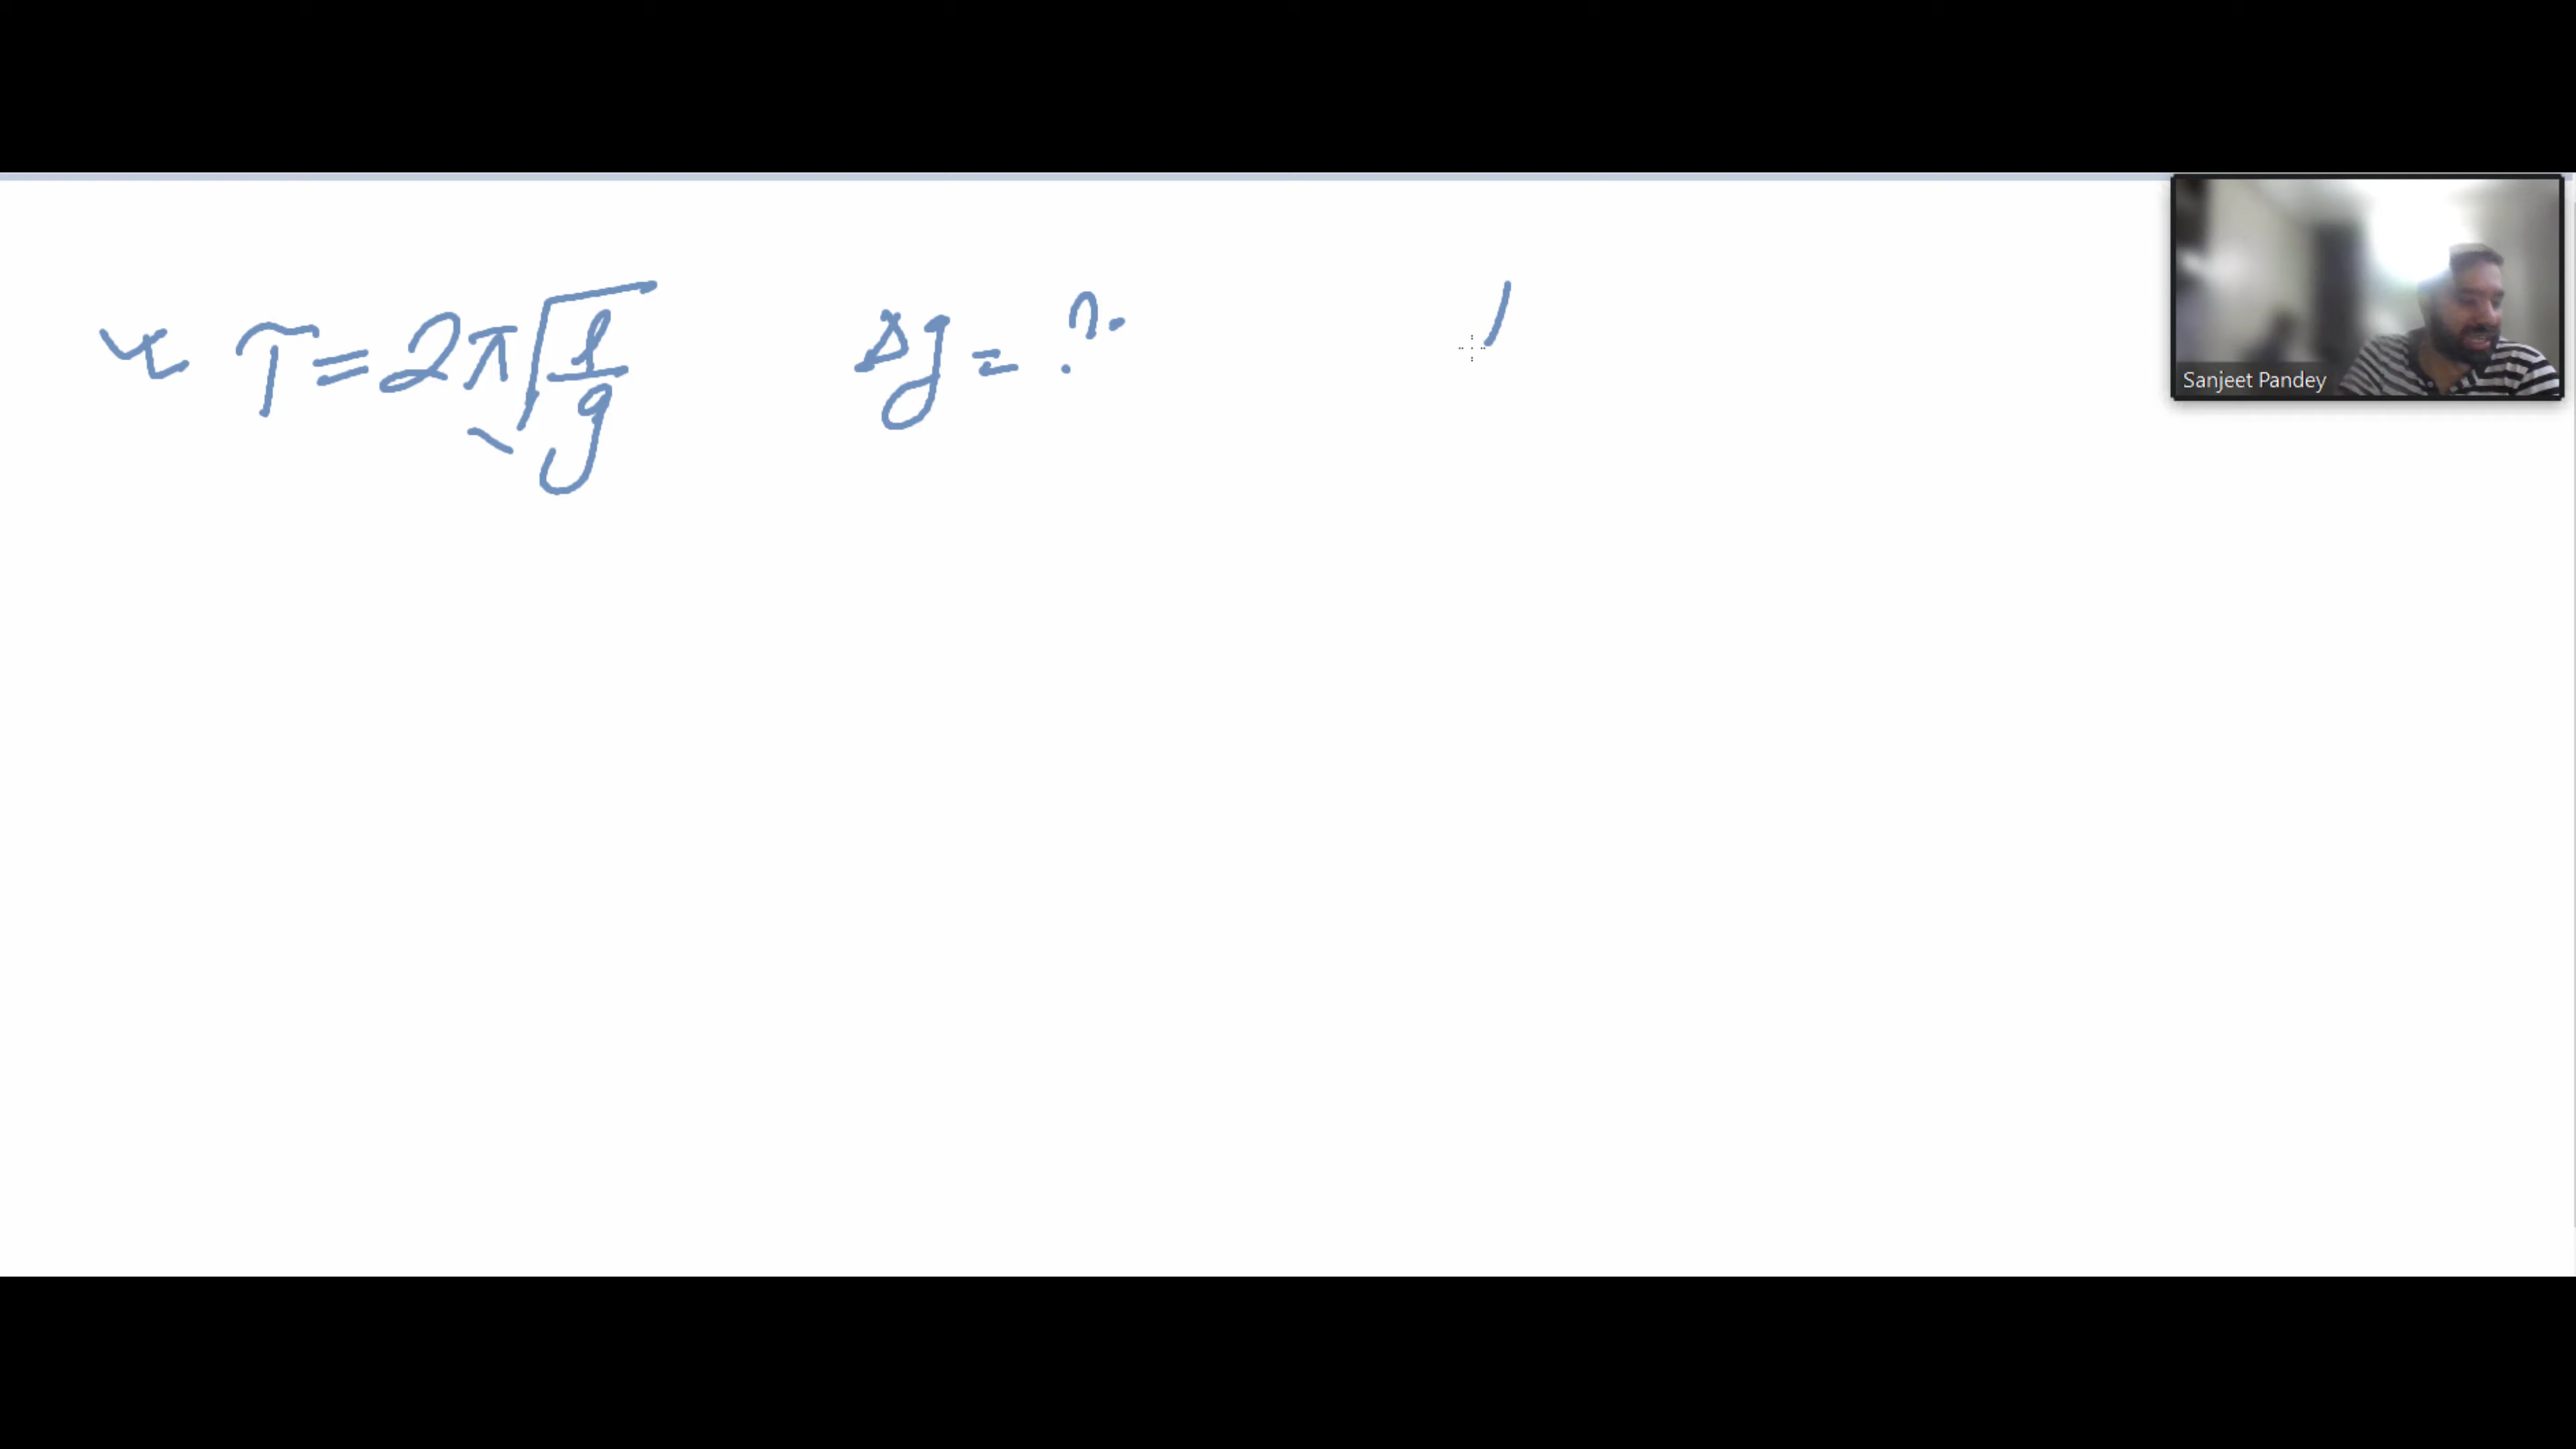 T = 2π√(l/g) Δg = ?
Sanjeet Pandey